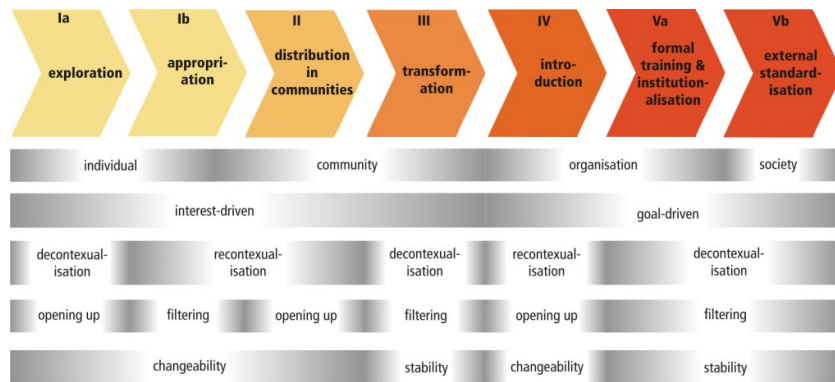 Ia
exploration
Ib
appropri-
ation
II
distribution
in
communities
III
transform-
ation
IV
intro-
duction
Va
formal
training &
institution-
alisation
Vb
external
standard-
isation
individual
community
organisation
society
interest-driven
goal-driven
decontexual-
isation
recontexual-
isation
decontexual-
isation
recontexual-
isation
decontexual-
isation
opening up
filtering
opening up
filtering
opening up
filtering
changeability
stability
changeability
stability